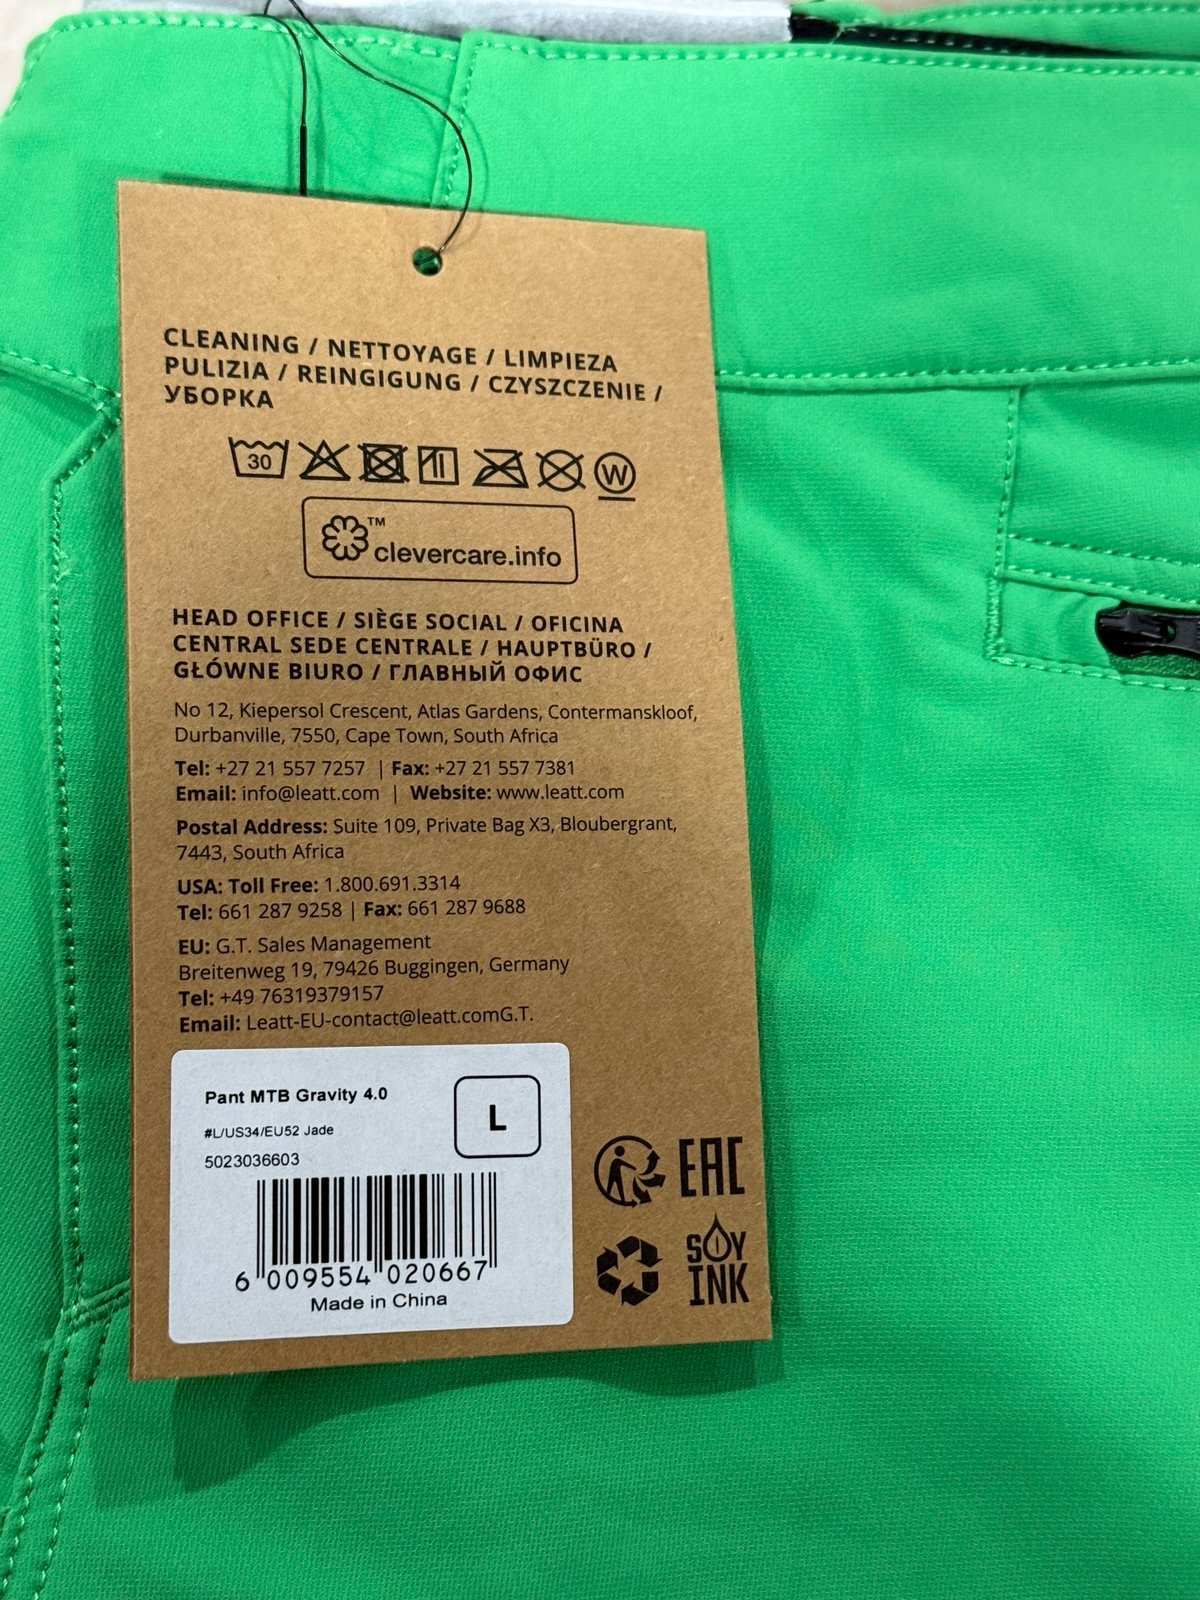 CLEANING / NETTOYAGE / LIMPIEZA
PULIZIA / REINGIGUNG / CZYSZCZENIE /
УБОРКА
30
W
™
clevercare.info
HEAD OFFICE / SIÈGE SOCIAL / OFICINA
CENTRAL SEDE CENTRALE / HAUPTBÜRO /
GŁÓWNE BIURO / ГЛАВНЫЙ ОФИС
No 12, Kiepersol Crescent, Atlas Gardens, Contermanskloof,
Durbanville, 7550, Cape Town, South Africa
Tel: +27 21 557 7257 | Fax: +27 21 557 7381
Email: info@leatt.com | Website: www.leatt.com
Postal Address: Suite 109, Private Bag X3, Bloubergrant,
7443, South Africa
USA: Toll Free: 1.800.691.3314
Tel: 661 287 9258 | Fax: 661 287 9688
EU: G.T. Sales Management
Breitenweg 19, 79426 Buggingen, Germany
Tel: +49 76319379157
Email: Leatt-EU-contact@leatt.comG.T.
Pant MTB Gravity 4.0
L
#L/US34/EU52 Jade
5023036603
6 009554 020667
Made in China
EAC
SOY
INK